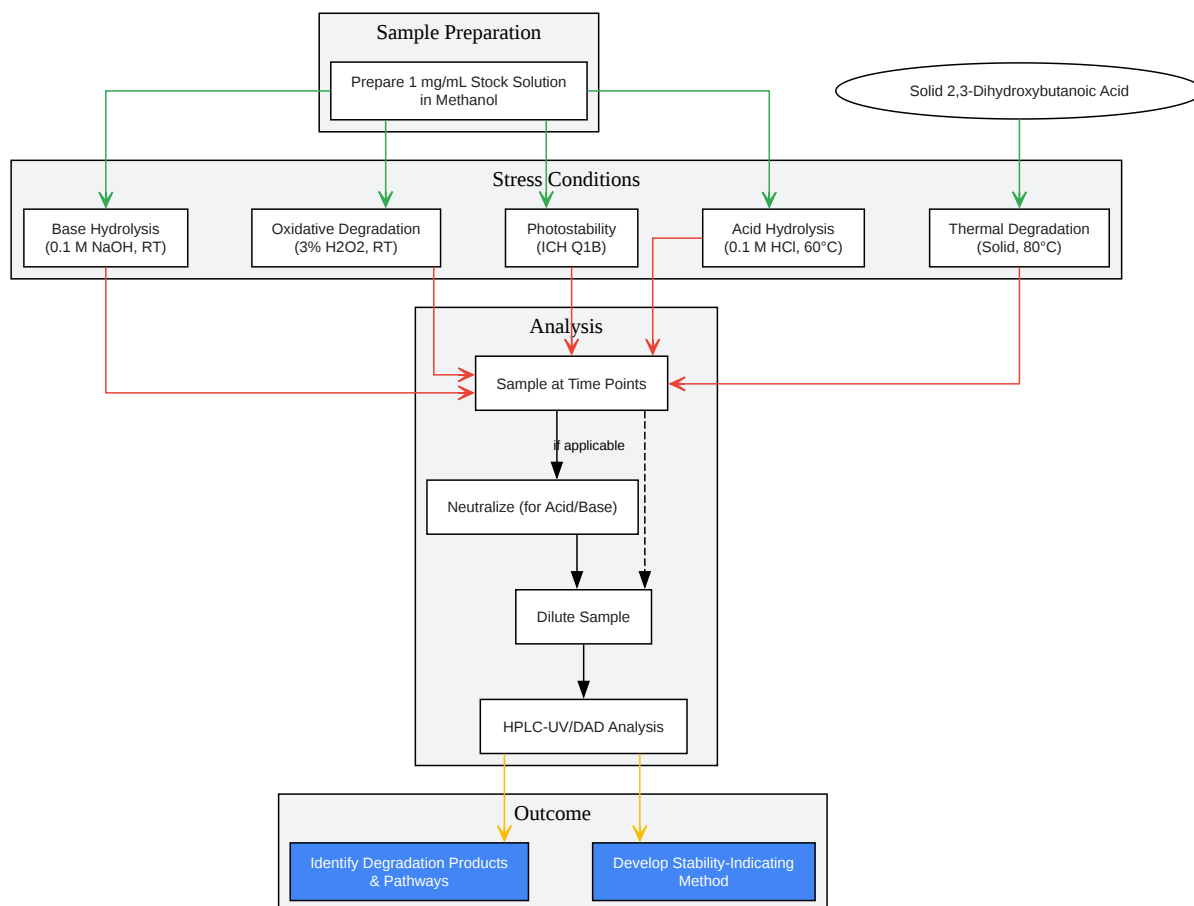 Sample Preparation
Prepare 1 mg/mL Stock Solution
in Methanol
Solid 2,3-Dihydroxybutanoic Acid
Stress Conditions
Base Hydrolysis
(0.1 M NaOH, RT)
Oxidative Degradation
(3% H2O2, RT)
Photostability
(ICH Q1B)
Acid Hydrolysis
(0.1 M HCl, 60°C)
Thermal Degradation
(Solid, 80°C)
Analysis
Sample at Time Points
if applicable
Neutralize (for Acid/Base)
Dilute Sample
HPLC-UV/DAD Analysis
Outcome
Identify Degradation Products
& Pathways
Develop Stability-Indicating
Method